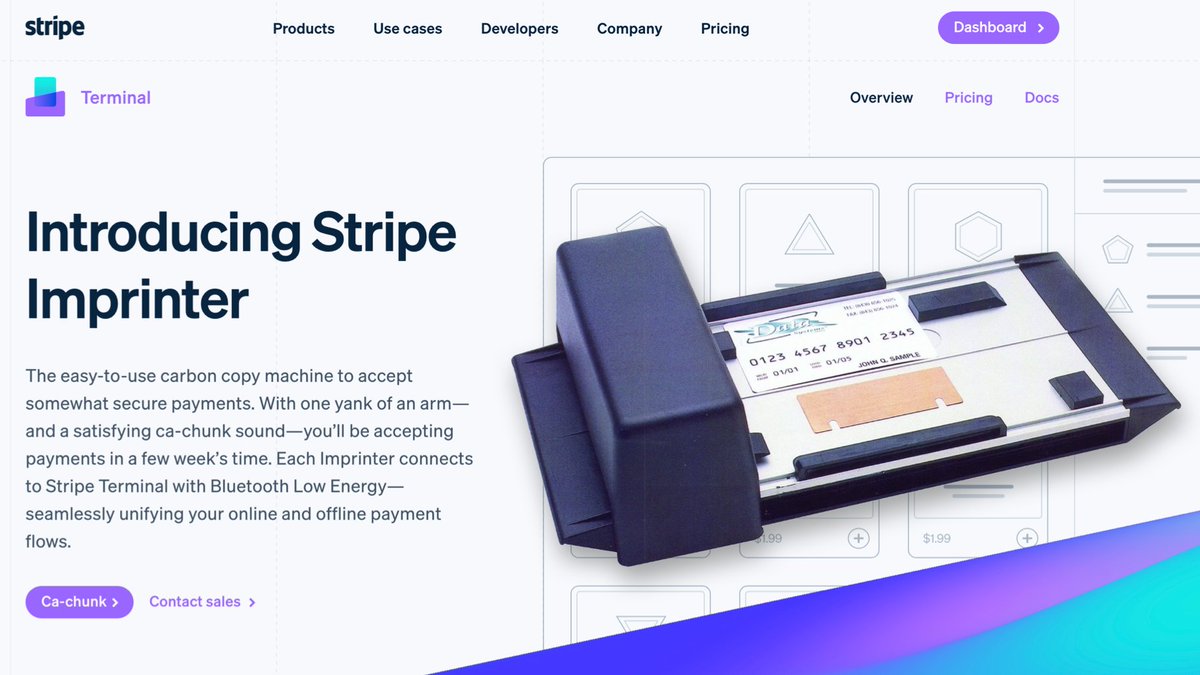 stripe
Products
Use cases
Developers
Company
Pricing
Dashboard
Terminal
Overview
Pricing
Docs
Introducing Stripe
Imprinter
The easy-to-use carbon copy machine to accept
somewhat secure payments. With one yank of an arm—
and a satisfying ca-chunk sound—you’ll be accepting
payments in a few week’s time. Each Imprinter connects
to Stripe Terminal with Bluetooth Low Energy—
seamlessly unifying your online and offline payment
flows.
Ca-chunk
Contact sales
Data
Systems
0123 4567 8901 2345
01/01
01/05
JOHN Q. SAMPLE
$1.99
$1.99